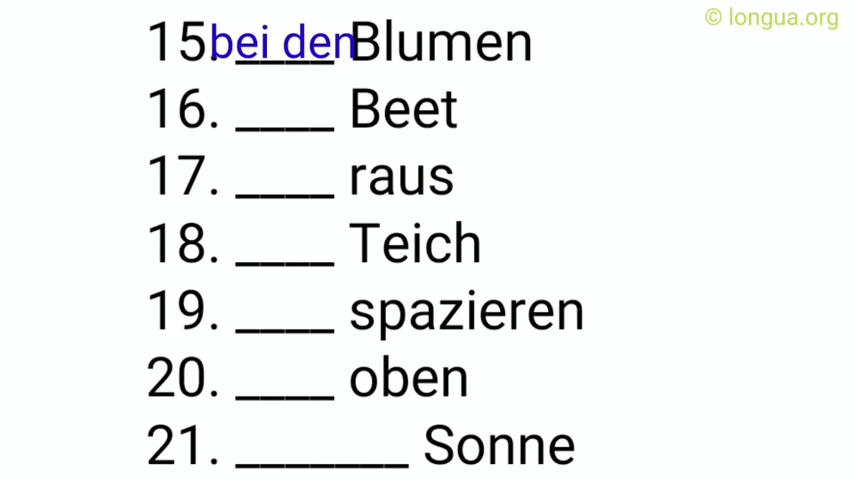 © longua.org
15. bei den Blumen
16. ____ Beet
17. ____ raus
18. ____ Teich
19. ____ spazieren
20. ____ oben
21. _______ Sonne